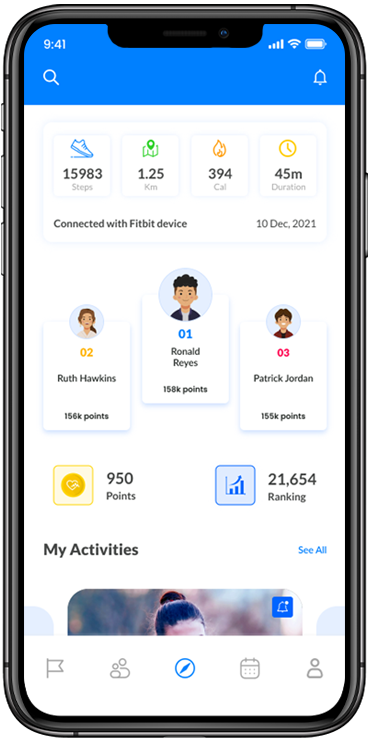 9:41
15983
Steps
1.25
Km
394
Cal
45m
Duration
Connected with Fitbit device
10 Dec, 2021
02
Ruth Hawkins
156k points
01
Ronald
Reyes
158k points
03
Patrick Jordan
155k points
950
Points
21,654
Ranking
My Activities
See All